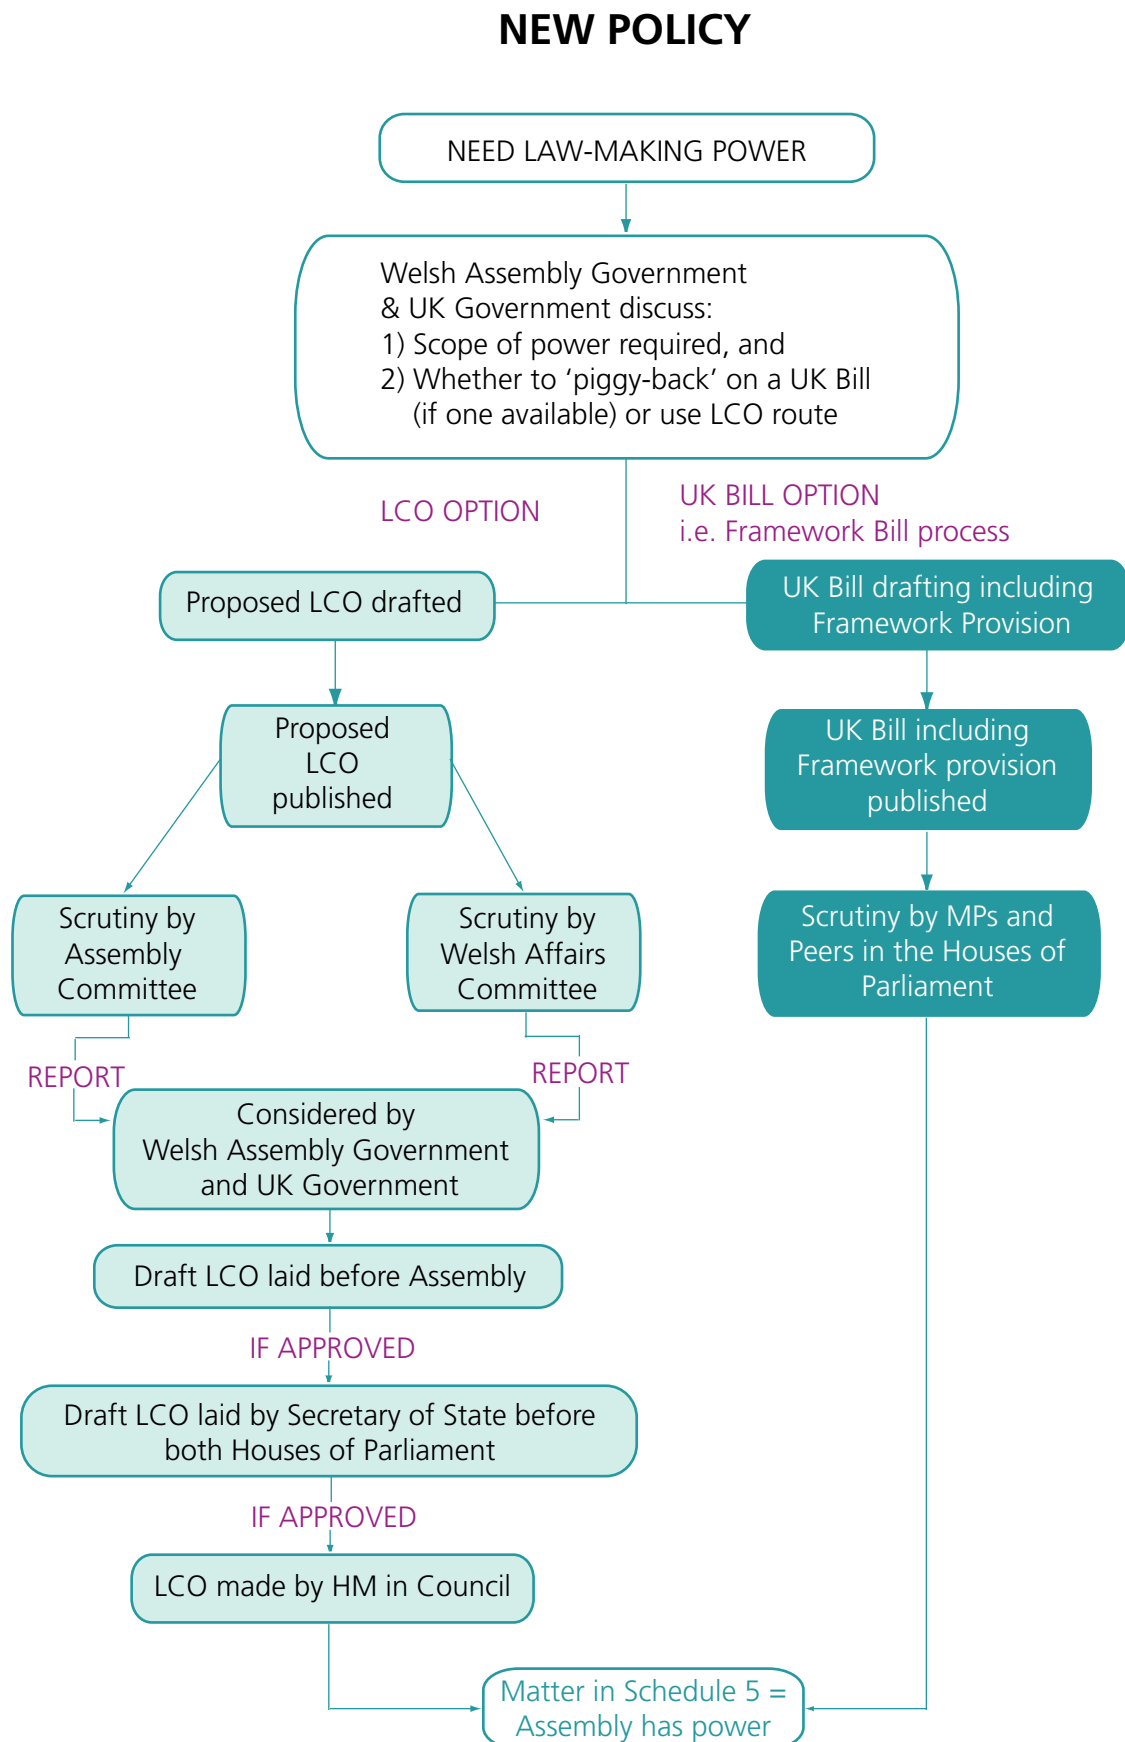 NEW POLICY
NEED LAW-MAKING POWER
Welsh Assembly Government
& UK Government discuss:
1) Scope of power required, and
2) Whether to ‘piggy-back’ on a UK Bill
(if one available) or use LCO route
LCO OPTION
UK BILL OPTION
i.e. Framework Bill process
Proposed LCO drafted
UK Bill drafting including
Framework Provision
Proposed
LCO
published
UK Bill including
Framework provision
published
Scrutiny by
Assembly
Committee
Scrutiny by
Welsh Affairs
Committee
Scrutiny by MPs and
Peers in the Houses of
Parliament
REPORT
REPORT
Considered by
Welsh Assembly Government
and UK Government
Draft LCO laid before Assembly
IF APPROVED
Draft LCO laid by Secretary of State before
both Houses of Parliament
IF APPROVED
LCO made by HM in Council
Matter in Schedule 5 =
Assembly has power